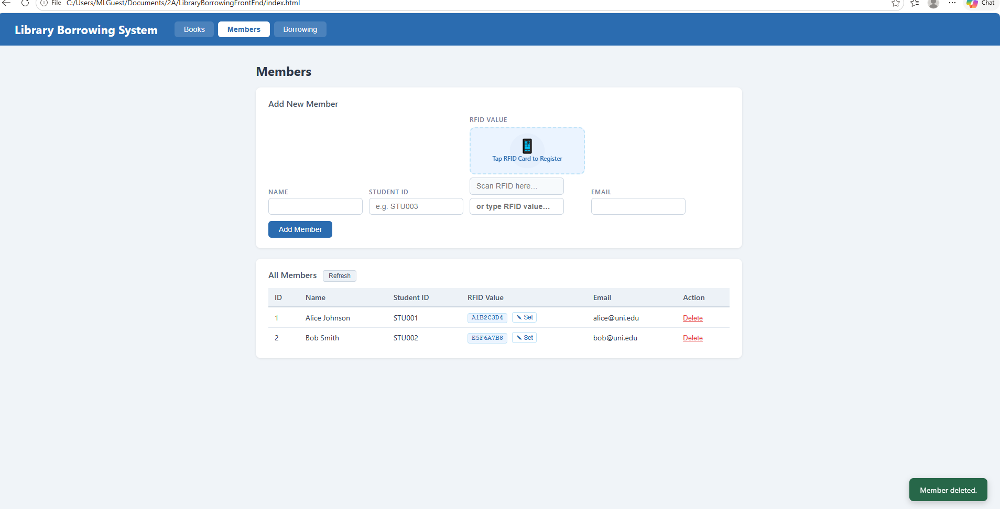 File C:/Users/MLGuest/Documents/2A/LibraryBorrowingFrontEnd/index.html Chat
Library Borrowing System Books Members Borrowing
Members
Add New Member
RFID VALUE
Tap RFID Card to Register
Scan RFID here...
NAME STUDENT ID EMAIL
e.g. STU003 or type RFID value...
Add Member
All Members Refresh
ID Name Student ID RFID Value Email Action
1 Alice Johnson STU001 A1B2C3D4 Set alice@uni.edu Delete
2 Bob Smith STU002 E5F6A7B8 Set bob@uni.edu Delete
Member deleted.